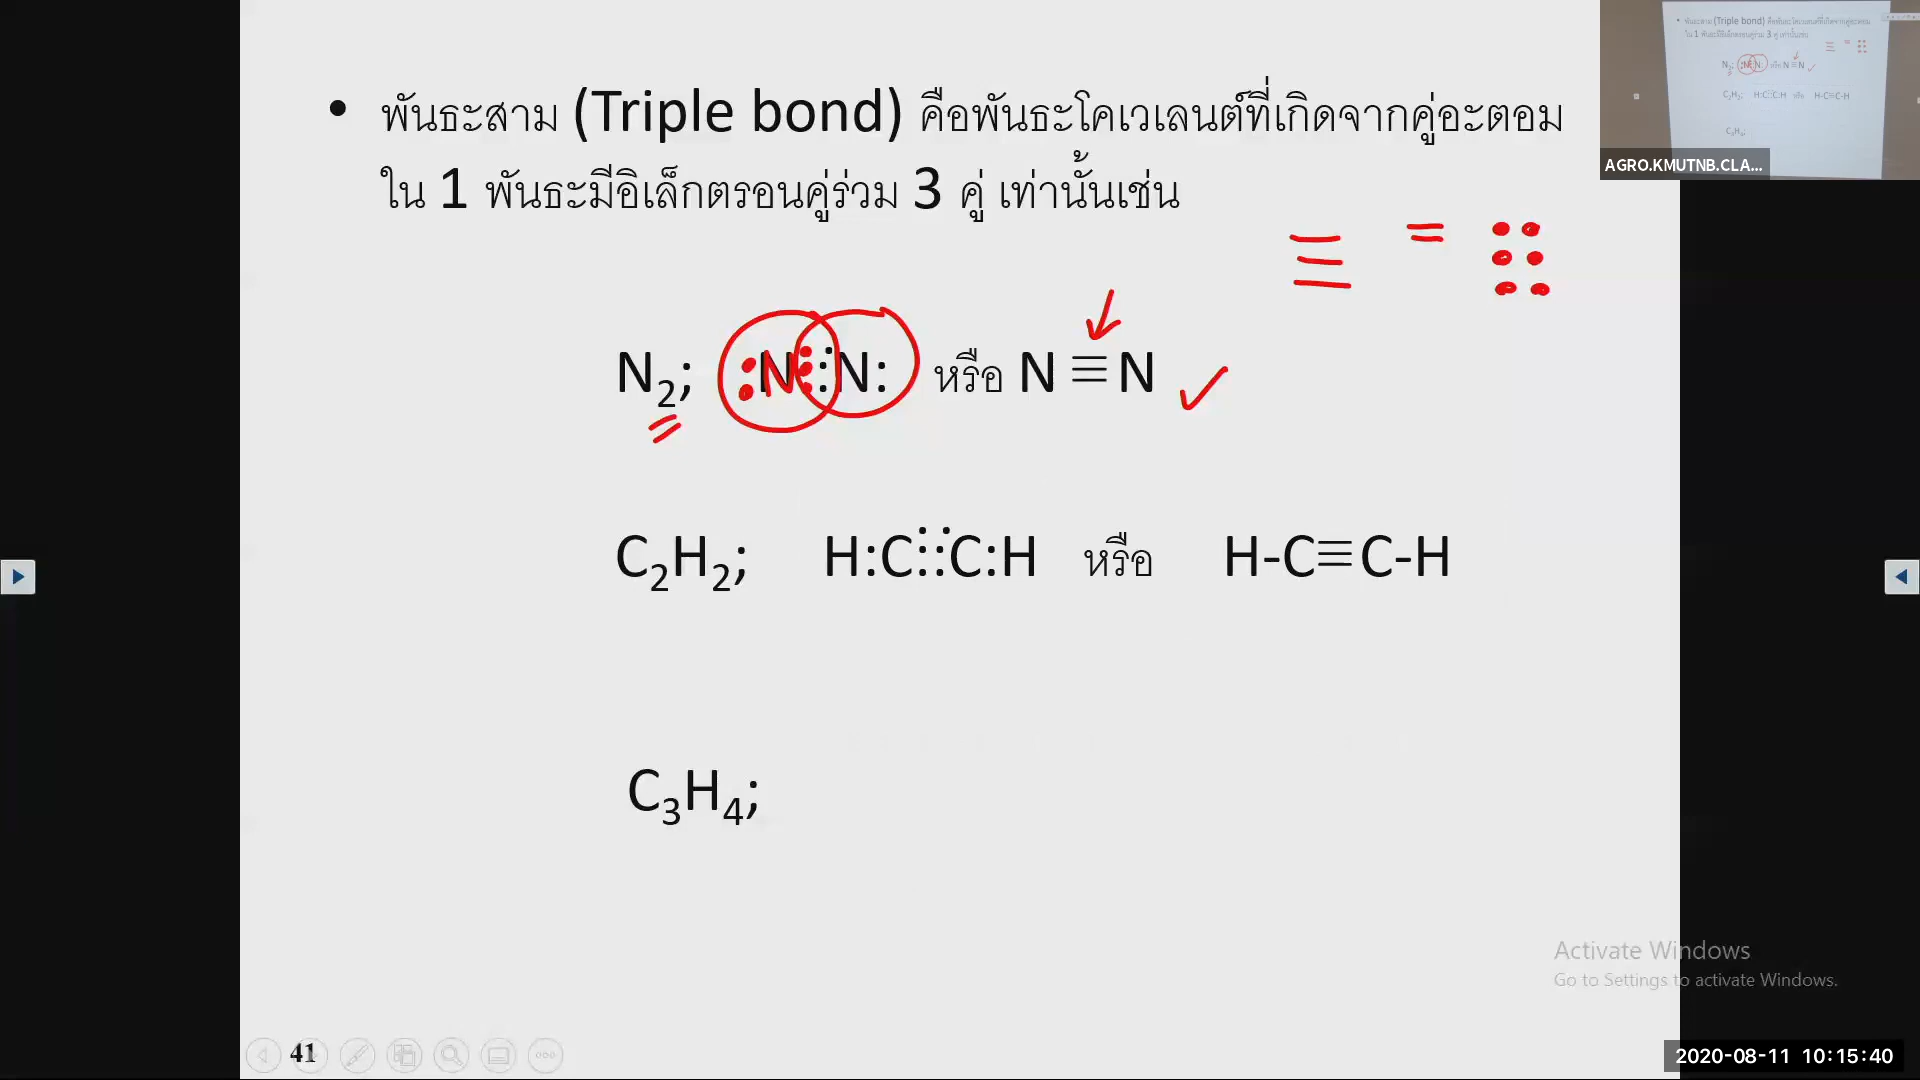 • พันธะสาม (Triple bond) คือพันธะโคเวเลนต์ที่เกิดจากคู่อะตอม
ใน 1 พันธะมีอิเล็กตรอนคู่ร่วม 3 คู่ เท่านั้นเช่น
N₂; :N⋮⋮N: หรือ N≡N
C₂H₂; H:C⋮⋮C:H หรือ H-C≡C-H
C₃H₄;
AGRO.KMUTNB.CLA...
Activate Windows
Go to Settings to activate Windows.
41
2020-08-11 10:15:40